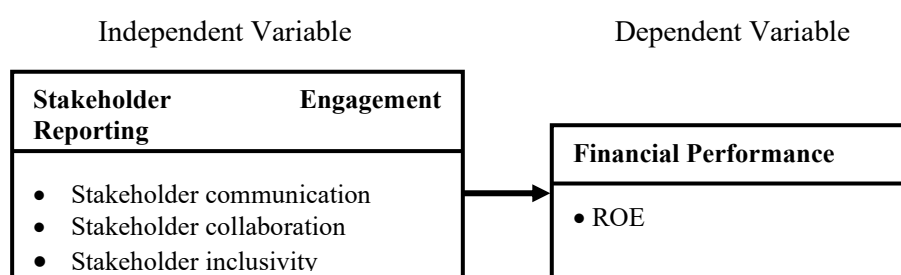 Independent Variable
Dependent Variable
Stakeholder Engagement
Reporting
• Stakeholder communication
• Stakeholder collaboration
• Stakeholder inclusivity
Financial Performance
• ROE